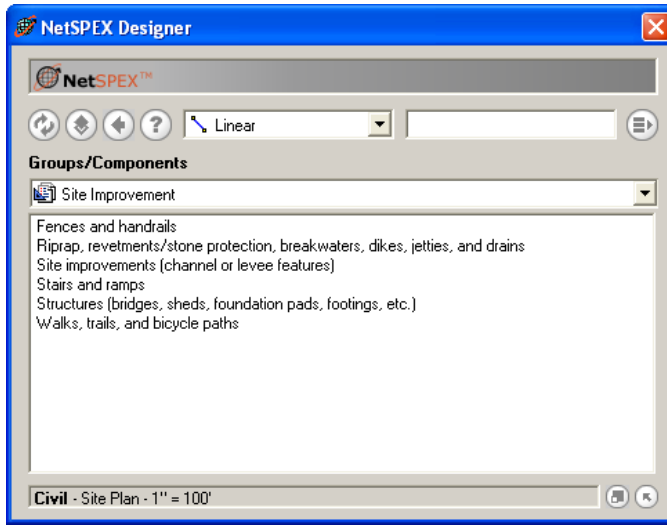 NetSPEX Designer
NetSPEX™
? Linear
Groups/Components
Site Improvement
Fences and handrails
Riprap, revetments/stone protection, breakwaters, dikes, jetties, and drains
Site improvements (channel or levee features)
Stairs and ramps
Structures (bridges, sheds, foundation pads, footings, etc.)
Walks, trails, and bicycle paths
Civil - Site Plan - 1" = 100'